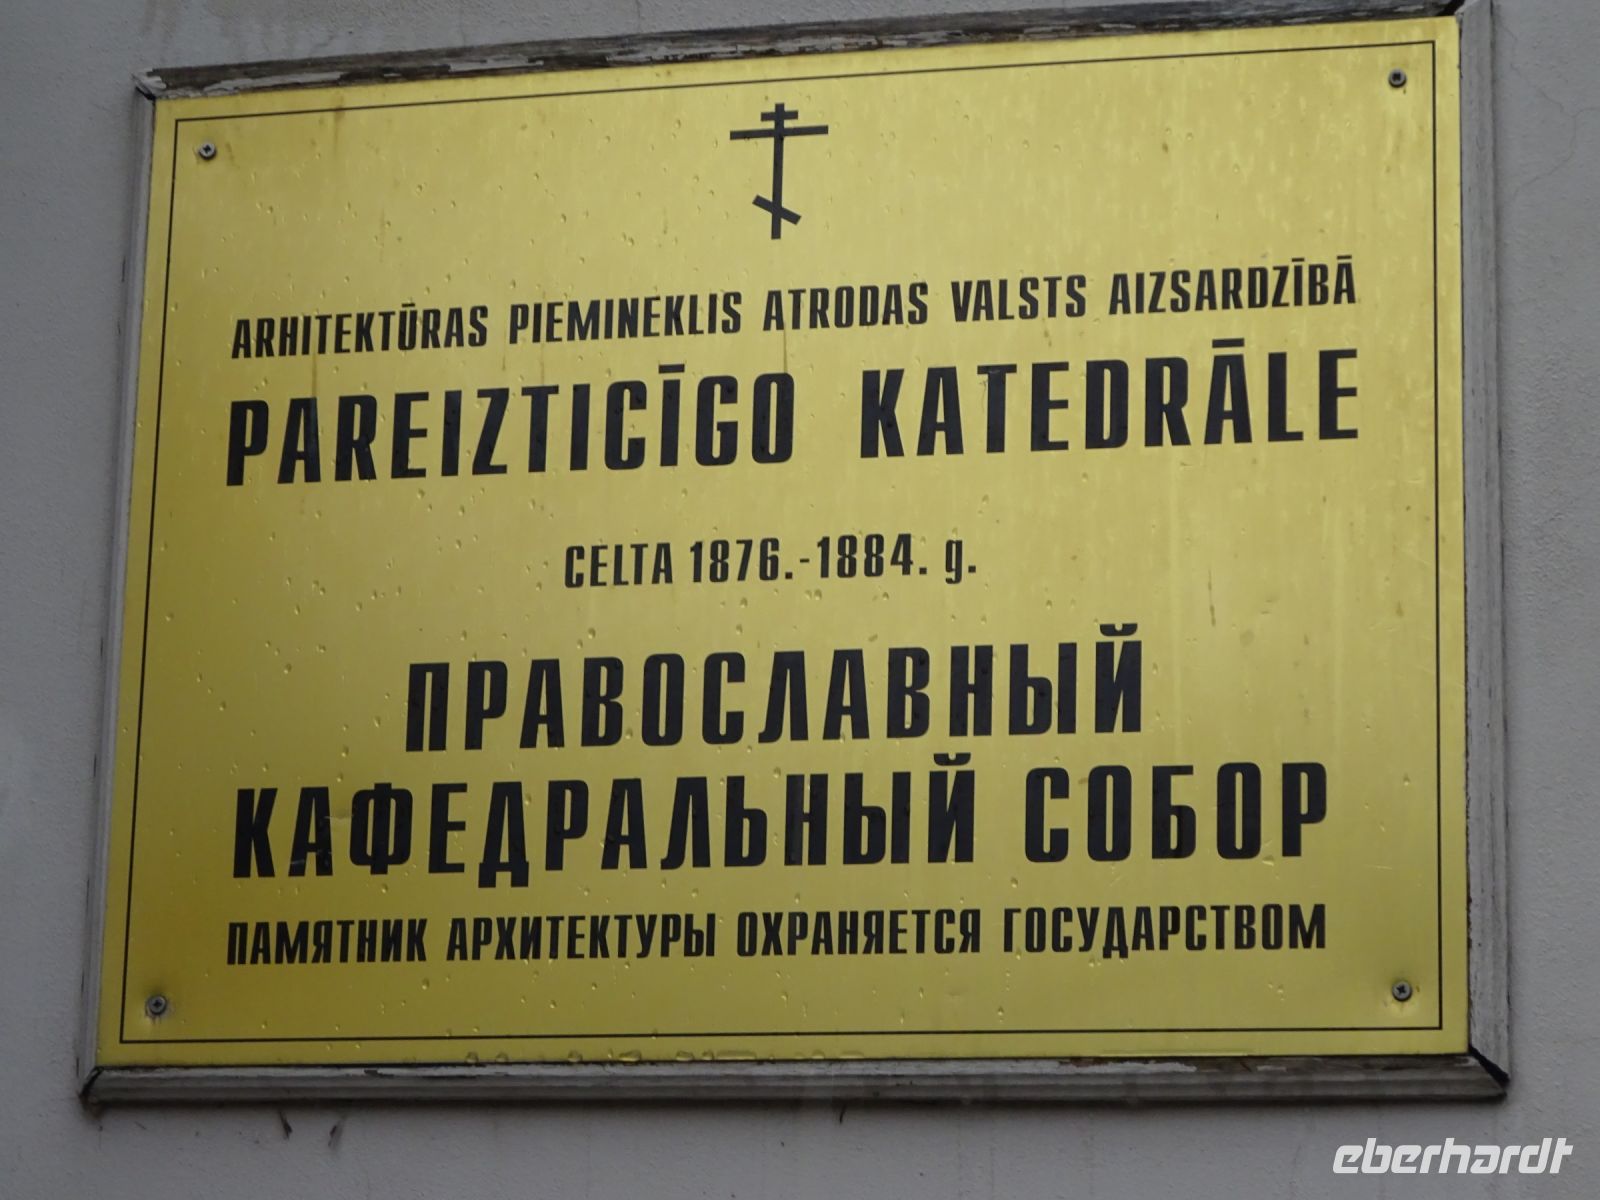 ARHITEKTŪRAS PIEMINEKLIS ATRODAS VALSTS AIZSARDZĪBĀ
PAREIZTICĪGO KATEDRĀLE
CELTA 1876.-1884. g.
ПРАВОСЛАВНЫЙ
КАФЕДРАЛЬНЫЙ СОБОР
ПАМЯТНИК АРХИТЕКТУРЫ ОХРАНЯЕТСЯ ГОСУДАРСТВОМ
eberhardt